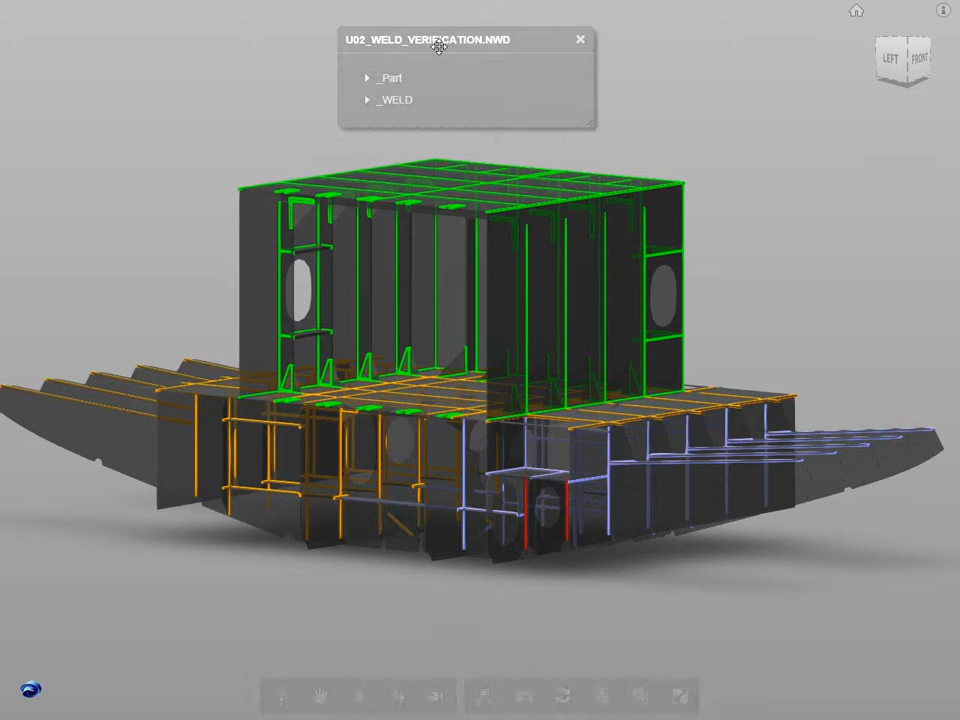 U02_WELD_VERIFICATION.NWD
_Part
_WELD
LEFT
FRONT